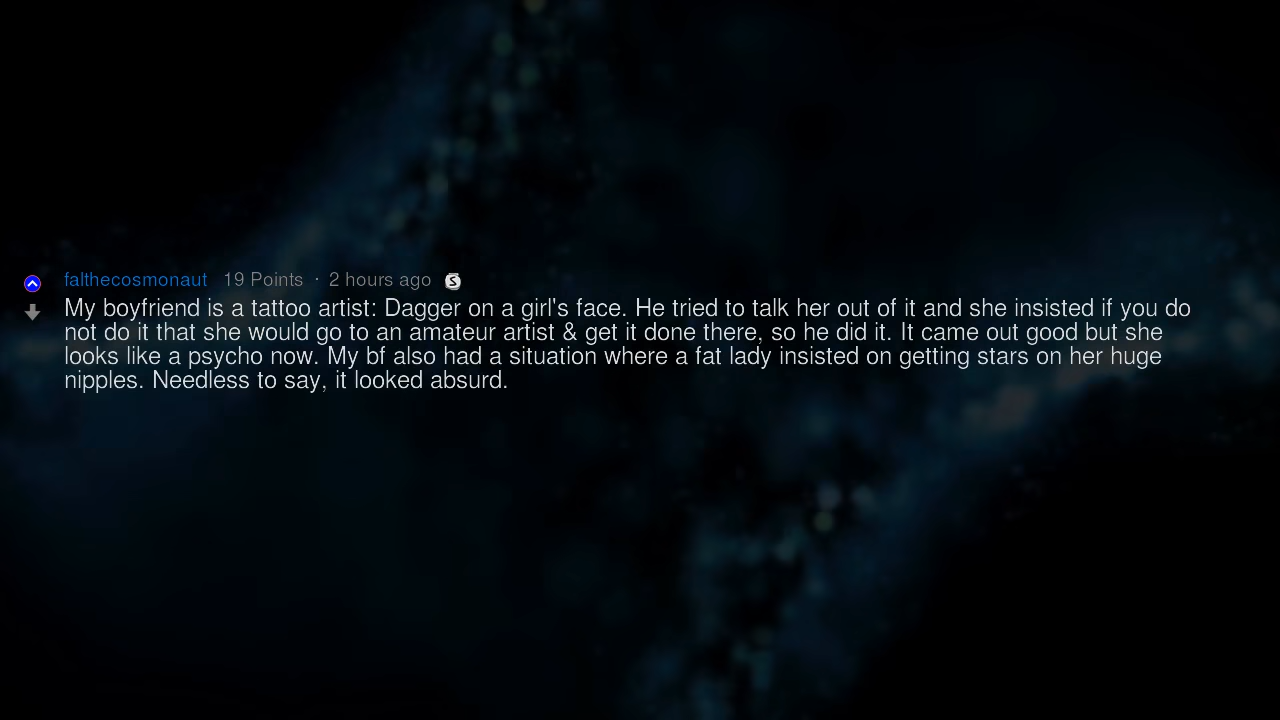 falthecosmonaut 19 Points · 2 hours ago
My boyfriend is a tattoo artist: Dagger on a girl's face. He tried to talk her out of it and she insisted if you do
not do it that she would go to an amateur artist & get it done there, so he did it. It came out good but she
looks like a psycho now. My bf also had a situation where a fat lady insisted on getting stars on her huge
nipples. Needless to say, it looked absurd.